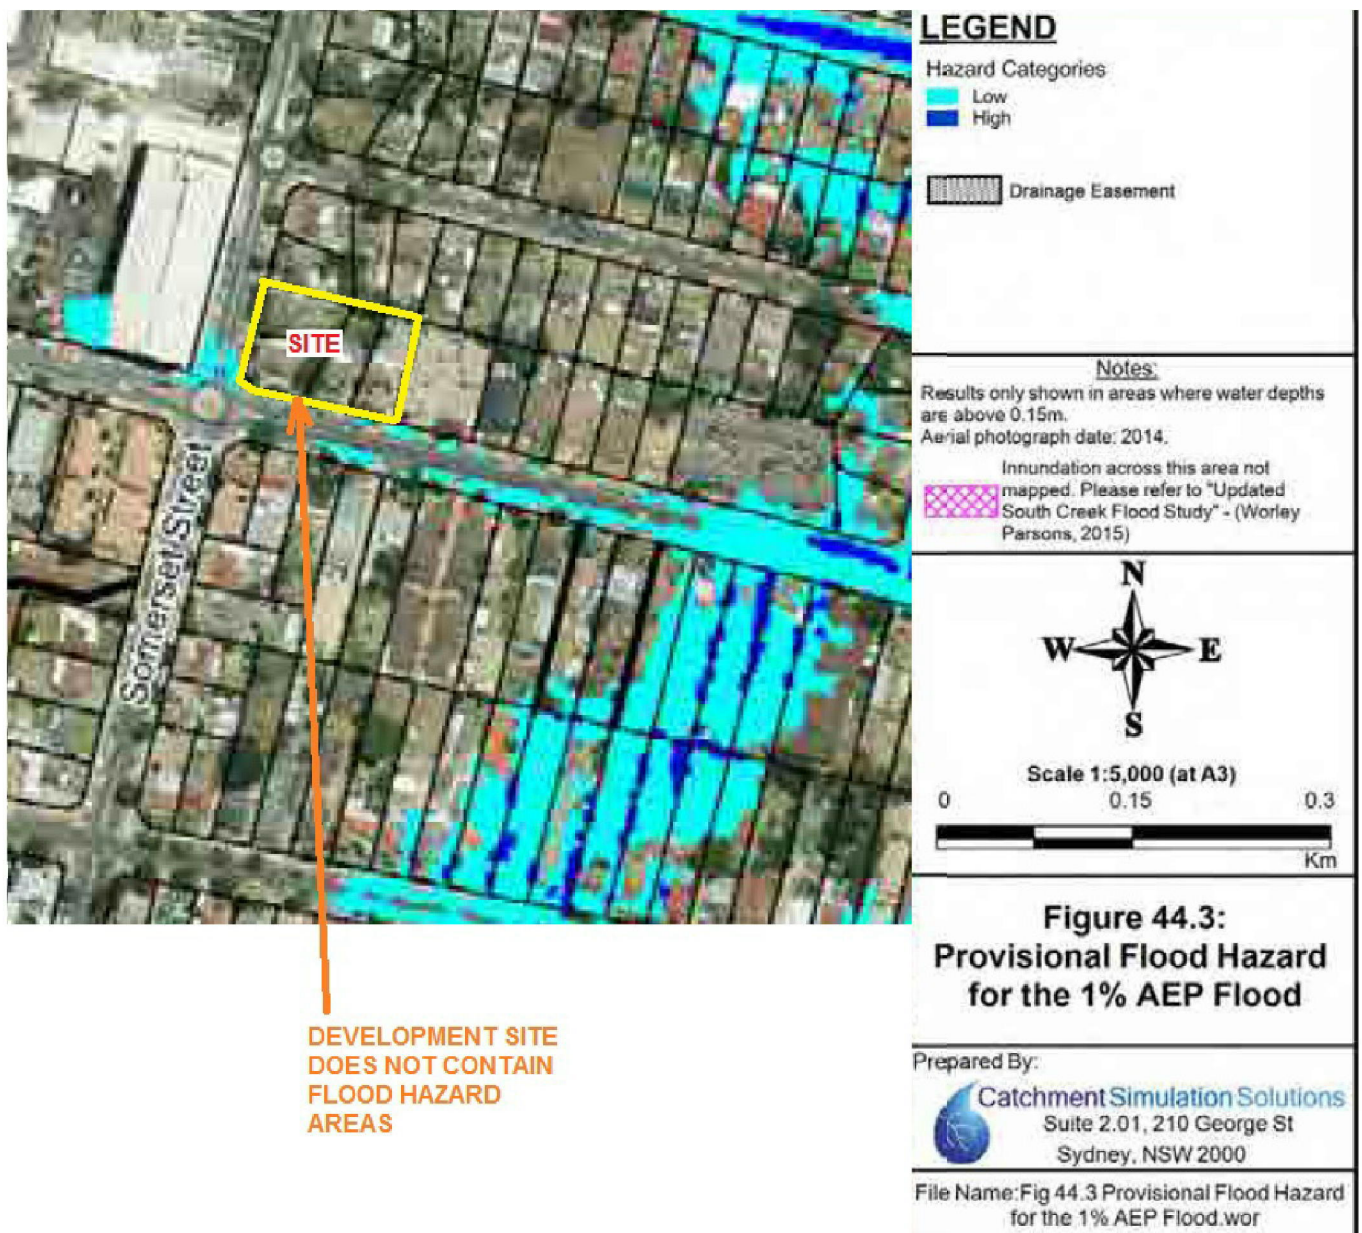 SITE
Somerset Street
DEVELOPMENT SITE
DOES NOT CONTAIN
FLOOD HAZARD
AREAS
LEGEND
Hazard Categories
Low
High
Drainage Easement
Notes:
Results only shown in areas where water depths
are above 0.15m.
Aerial photograph date: 2014.
Innundation across this area not
mapped. Please refer to "Updated
South Creek Flood Study" - (Worley
Parsons, 2015)
N
W E
S
Scale 1:5,000 (at A3)
0 0.15 0.3
Km
Figure 44.3:
Provisional Flood Hazard
for the 1% AEP Flood
Prepared By:
Catchment Simulation Solutions
Suite 2.01, 210 George St
Sydney, NSW 2000
File Name:Fig 44.3 Provisional Flood Hazard
for the 1% AEP Flood.wor